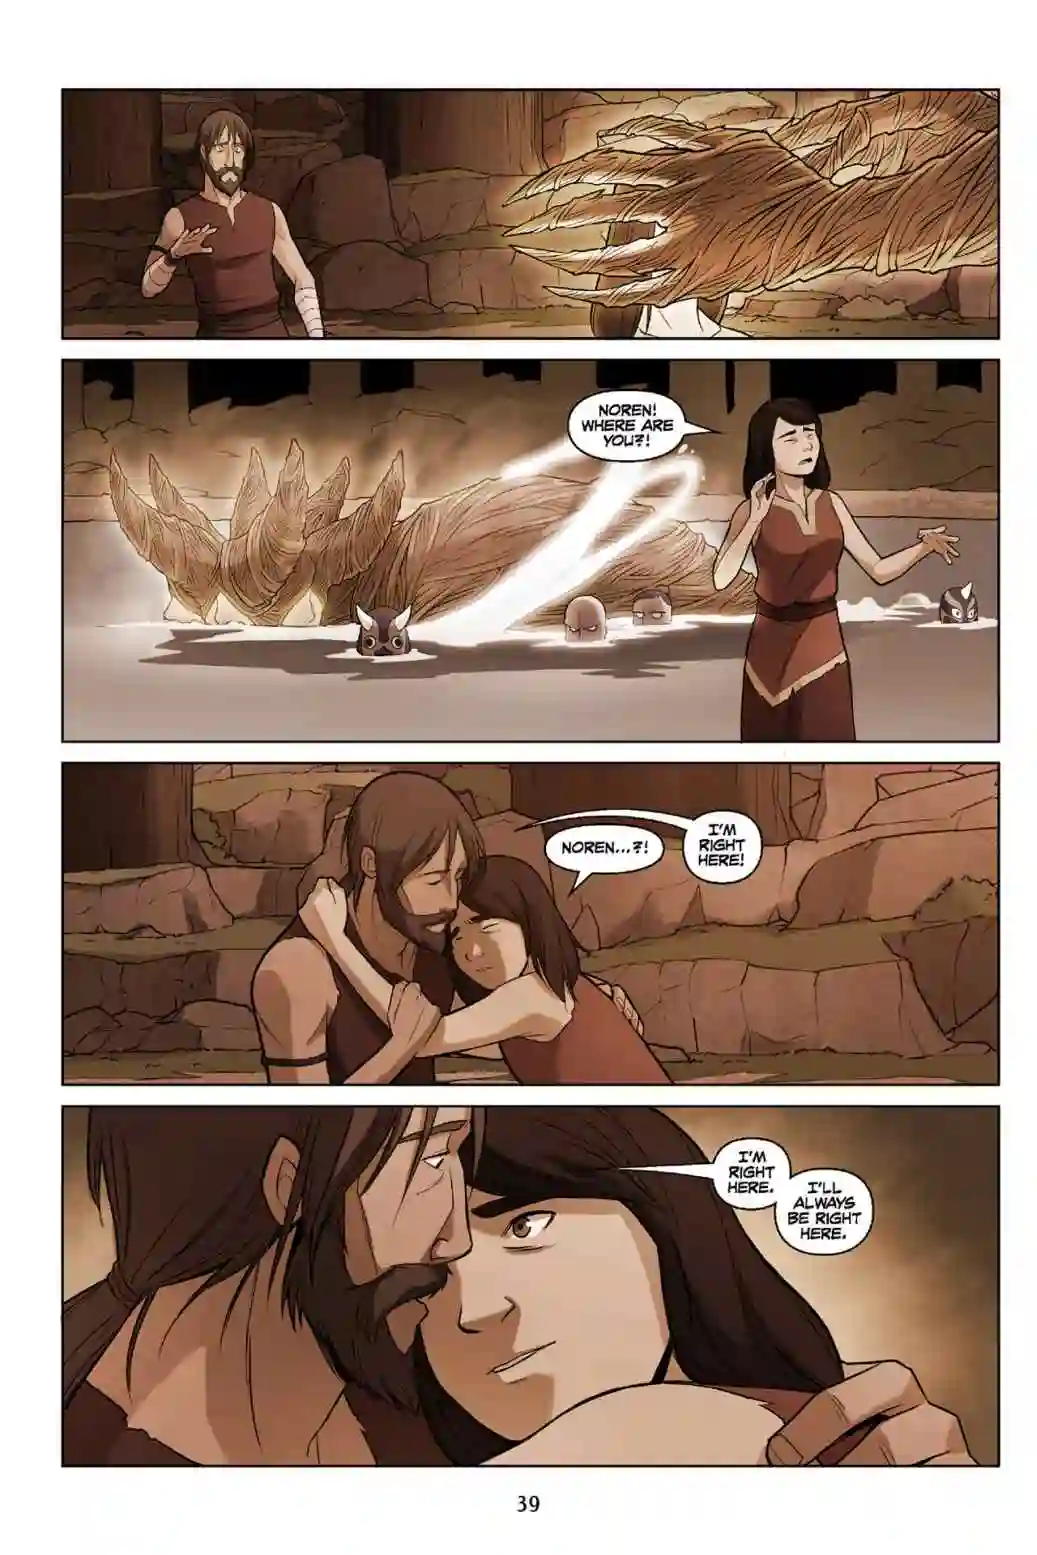 NOREN!
WHERE ARE
YOU?!
NOREN...?!
I'M
RIGHT
HERE!
I'M
RIGHT
HERE.
I'LL
ALWAYS
BE RIGHT
HERE.
39